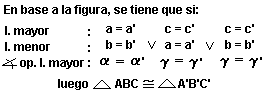 En base a la figura, se tiene que si:
l. mayor : a = a' c = c' c = c'
l. menor : b = b' ∨ a = a' ∨ b = b'
∢ op. l. mayor : α = α' γ = γ' γ = γ'
luego △ ABC ≅ △ A'B'C'